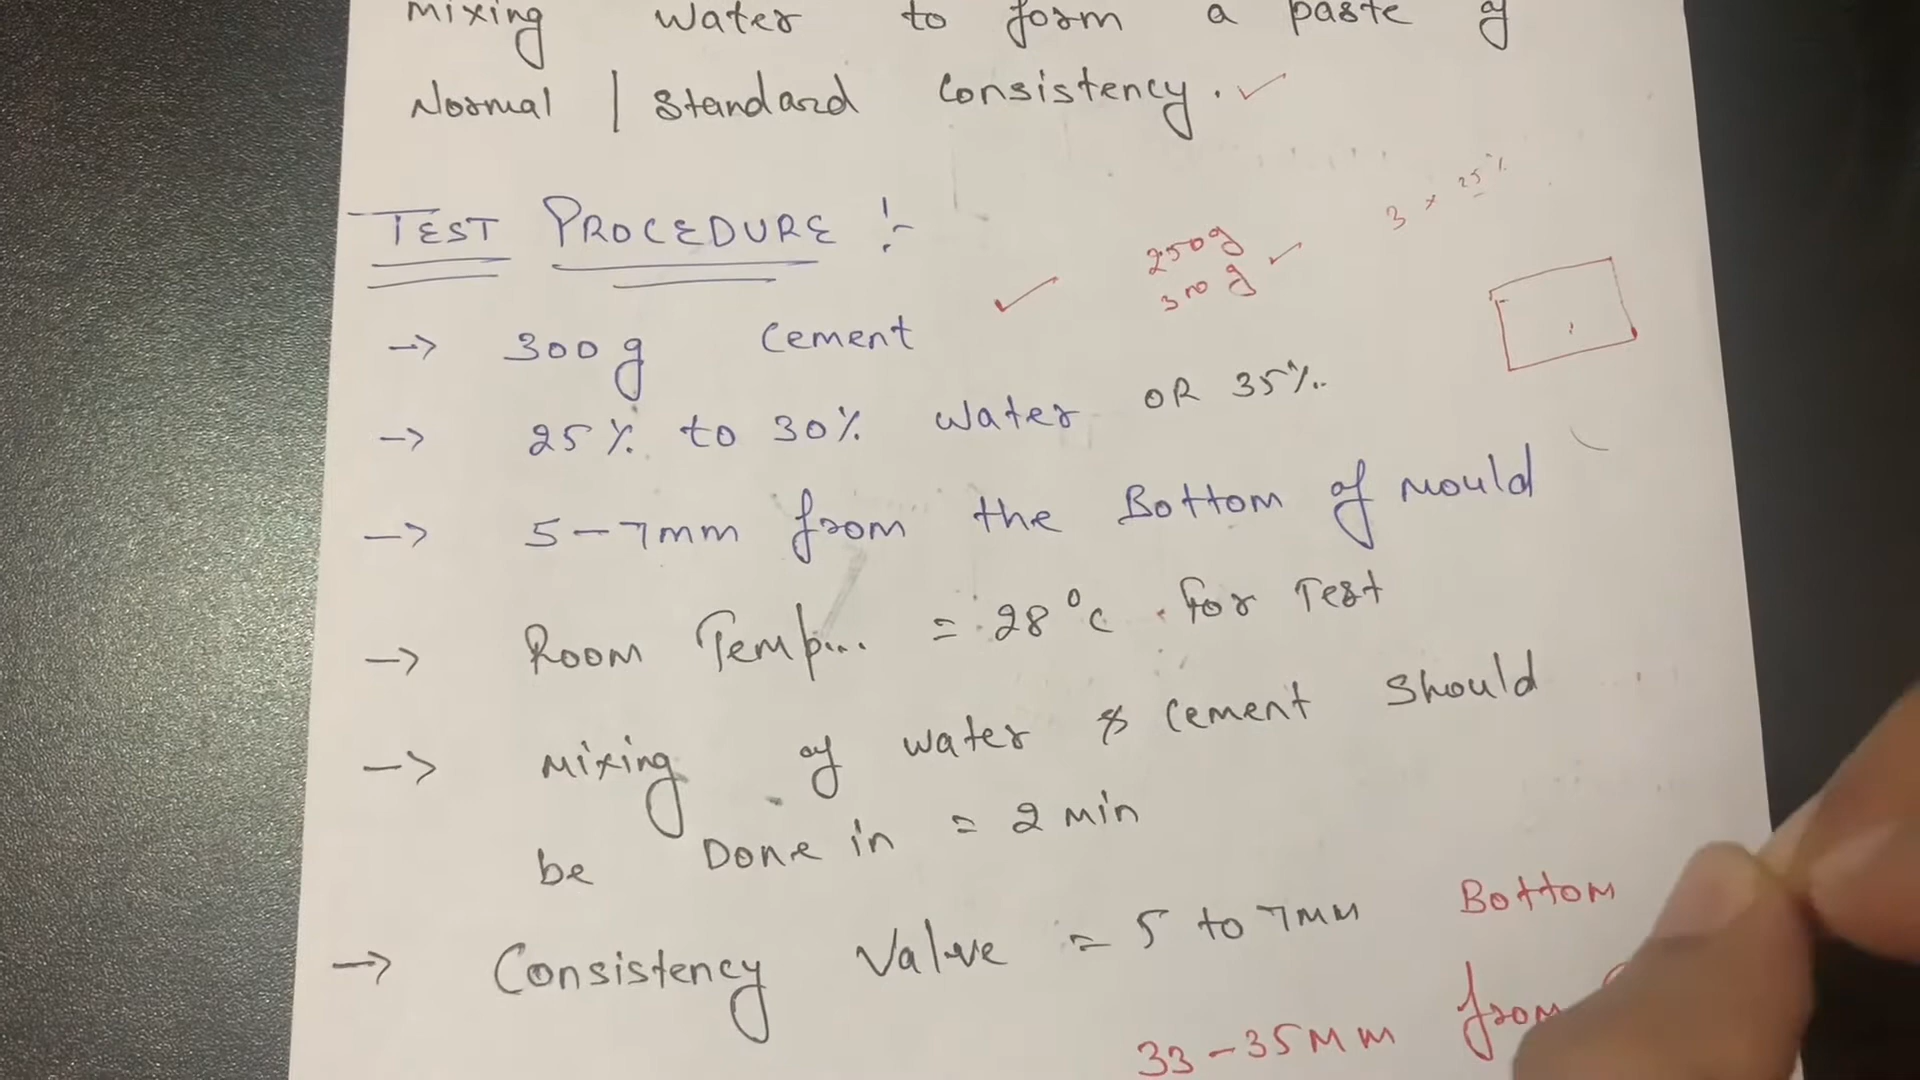 Mixing water to form a paste of
Normal / Standard Consistency.
TEST PROCEDURE :-
3 x 25%
250g
300g
→ 300g Cement
→ 25% to 30% water OR 35%.
→ 5-7mm from the Bottom of mould
→ Room Temp... = 28°c. for Test
→ Mixing of water & Cement should
be Done in = 2 min
→ Consistency Value = 5 to 7mm Bottom
33-35mm from